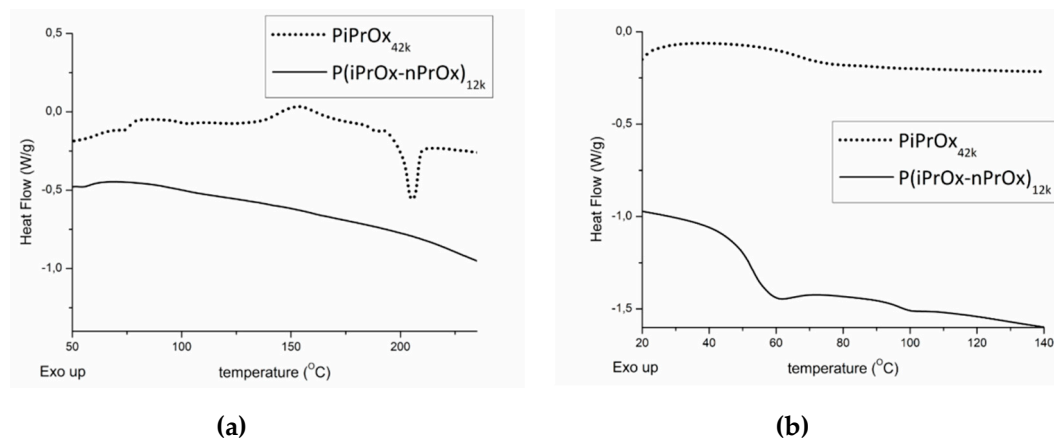 PiPrOx42k
P(iPrOx-nPrOx)12k
0,5
0,0
-0,5
-1,0
Heat Flow (W/g)
50
100
150
200
Exo up
temperature (OC)
(a)
0,0
-0,5
-1,0
-1,5
Heat Flow (W/g)
PiPrOx42k
P(iPrOx-nPrOx)12k
20
40
60
80
100
120
140
Exo up
temperature (OC)
(b)